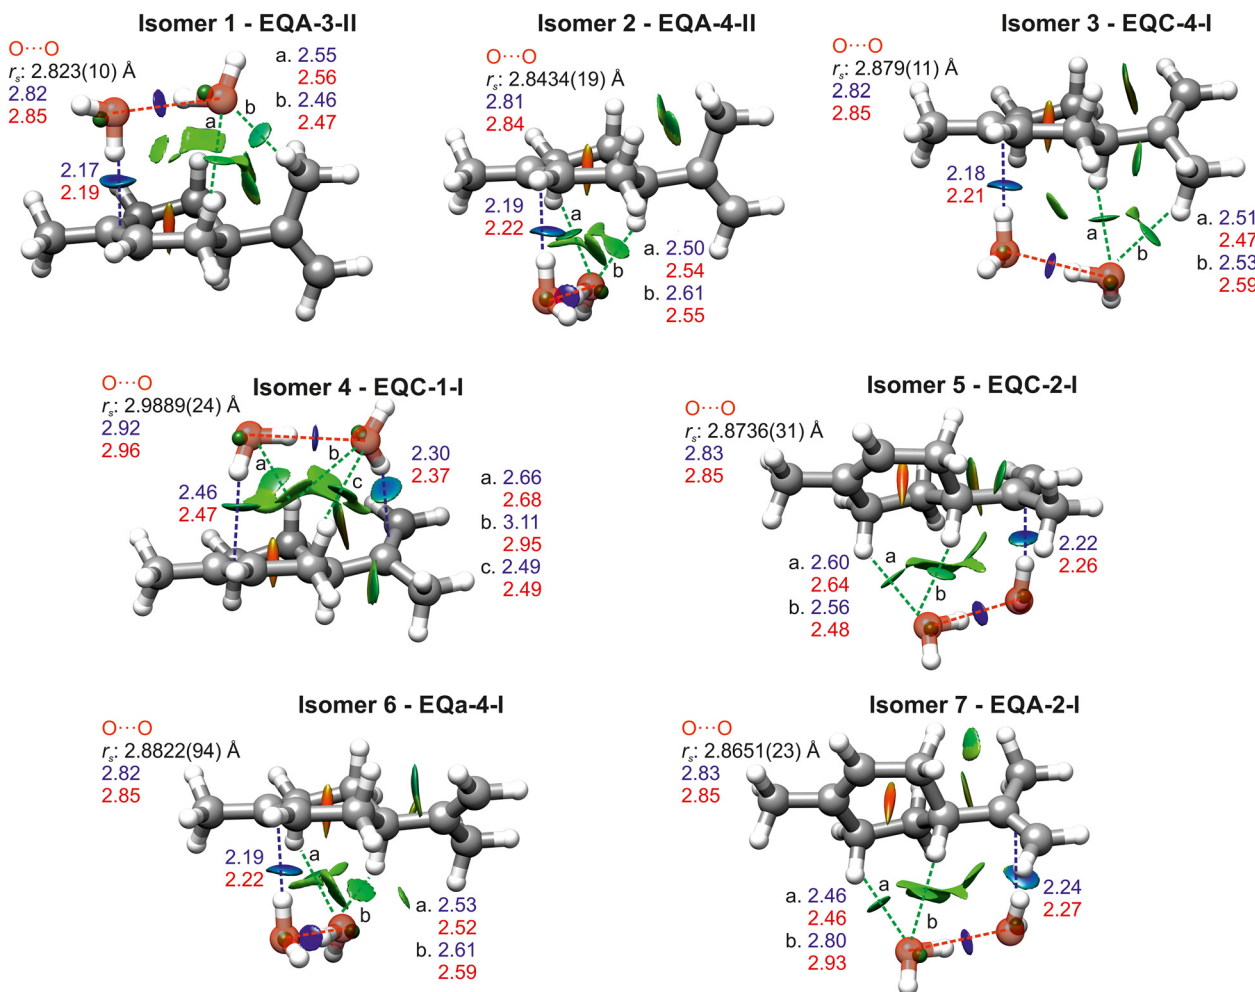 Isomer 1 - EQA-3-II
O···O
rs: 2.823(10) Å
2.82
2.85
a. 2.55
2.56
b. 2.46
2.47
a
b
2.17
2.19
Isomer 2 - EQA-4-II
O···O
rs: 2.8434(19) Å
2.81
2.84
2.19
2.22
a
b
a. 2.50
2.54
b. 2.61
2.55
Isomer 3 - EQC-4-I
O···O
rs: 2.879(11) Å
2.82
2.85
2.18
2.21
a
b
a. 2.51
2.47
b. 2.53
2.59
Isomer 4 - EQC-1-I
O···O
rs: 2.9889(24) Å
2.92
2.96
a
b
c
2.46
2.47
2.30
2.37
a. 2.66
2.68
b. 3.11
2.95
c. 2.49
2.49
Isomer 5 - EQC-2-I
O···O
rs: 2.8736(31) Å
2.83
2.85
a
b
2.22
2.26
a. 2.60
2.64
b. 2.56
2.48
Isomer 6 - EQa-4-I
O···O
rs: 2.8822(94) Å
2.82
2.85
2.19
2.22
a
b
a. 2.53
2.52
b. 2.61
2.59
Isomer 7 - EQA-2-I
O···O
rs: 2.8651(23) Å
2.83
2.85
a
b
2.24
2.27
a. 2.46
2.46
b. 2.80
2.93